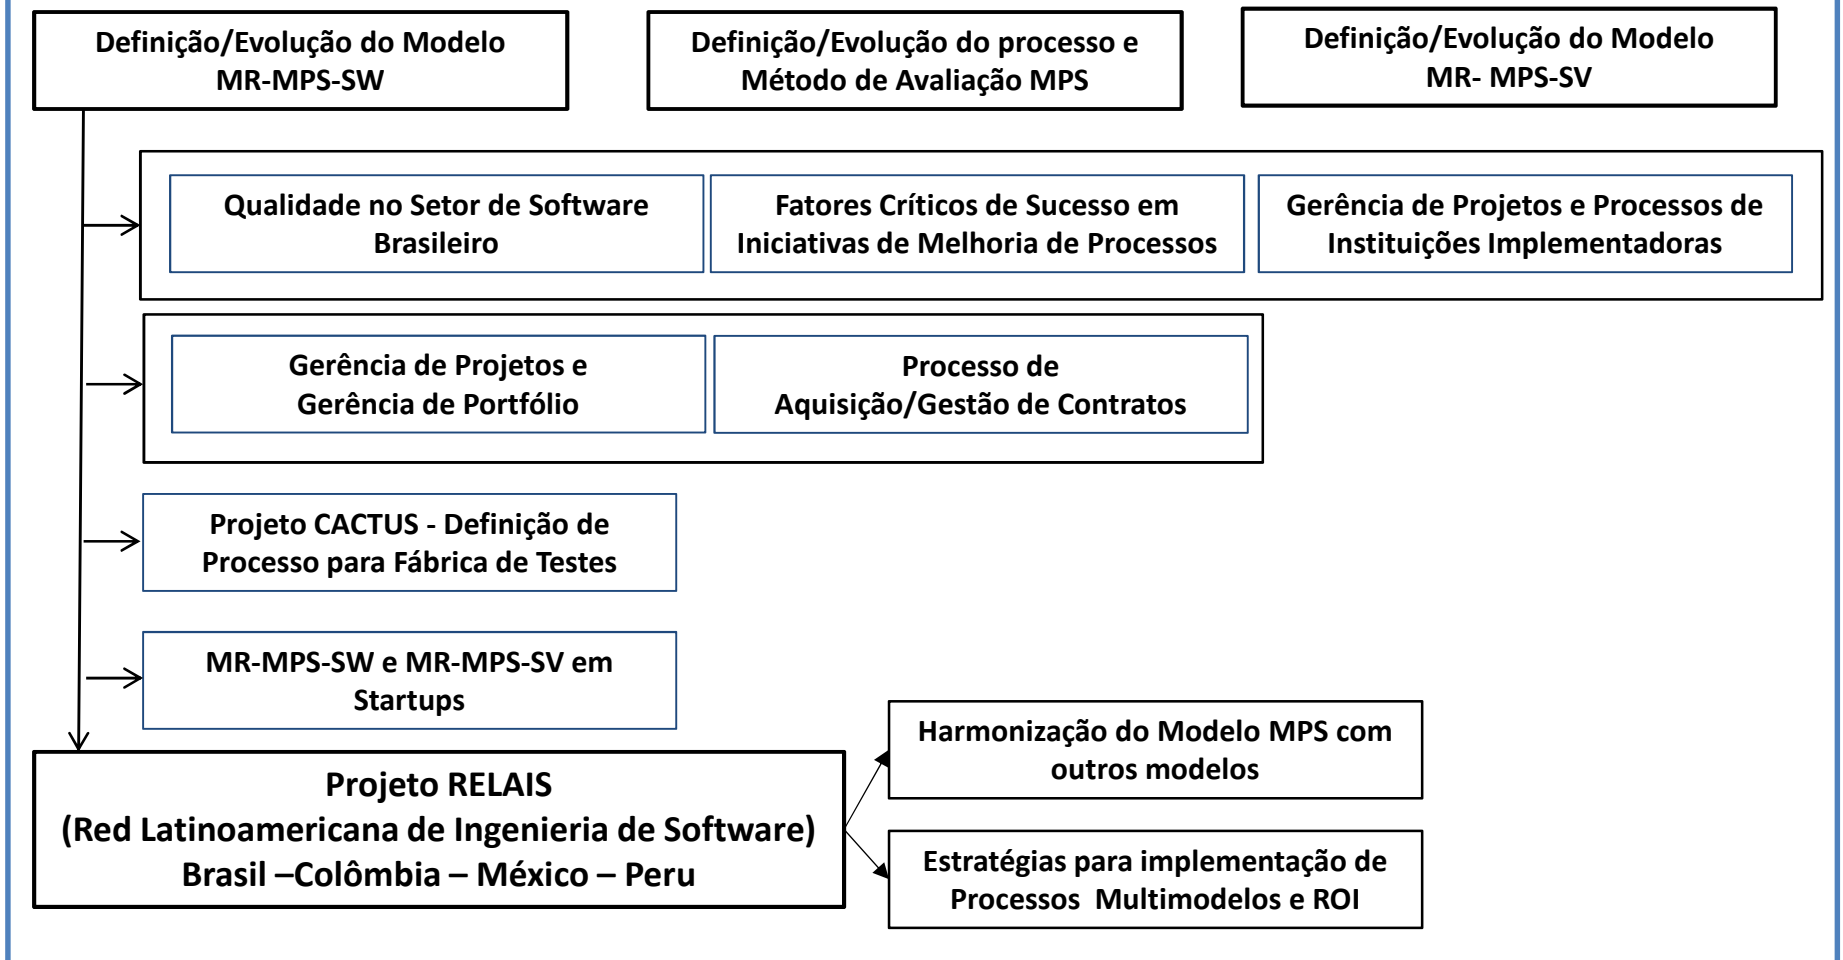 Definição/Evolução do Modelo
MR-MPS-SW
Definição/Evolução do processo e
Método de Avaliação MPS
Definição/Evolução do Modelo
MR- MPS-SV
Qualidade no Setor de Software
Brasileiro
Fatores Críticos de Sucesso em
Iniciativas de Melhoria de Processos
Gerência de Projetos e Processos de
Instituições Implementadoras
Gerência de Projetos e
Gerência de Portfólio
Processo de
Aquisição/Gestão de Contratos
Projeto CACTUS - Definição de
Processo para Fábrica de Testes
MR-MPS-SW e MR-MPS-SV em
Startups
Projeto RELAIS
(Red Latinoamericana de Ingenieria de Software)
Brasil –Colômbia – México – Peru
Harmonização do Modelo MPS com
outros modelos
Estratégias para implementação de
Processos  Multimodelos e ROI